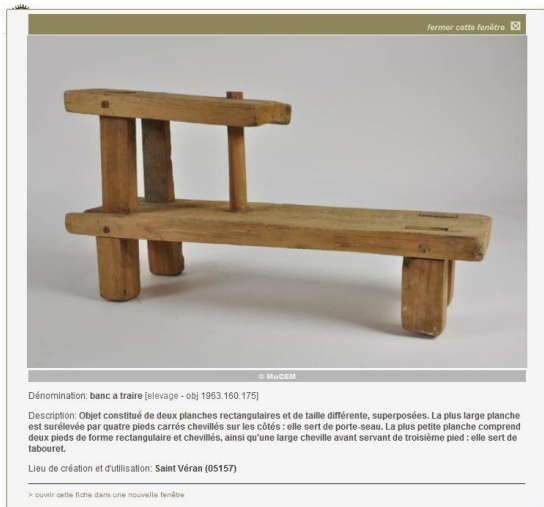 fermer cette fenêtre
© MuCEM
Dénomination: banc a traire [elevage - obj 1963.160.175]
Description: Objet constitué de deux planches rectangulaires et de taille différente, superposées. La plus large planche
est surélevée par quatre pieds carrés chevillés sur les côtés : elle sert de porte-seau. La plus petite planche comprend
deux pieds de forme rectangulaire et chevillés, ainsi qu'une large cheville avant servant de troisième pied : elle sert de
tabouret.
Lieu de création et d'utilisation: Saint Véran (05157)
> ouvrir cette fiche dans une nouvelle fenêtre